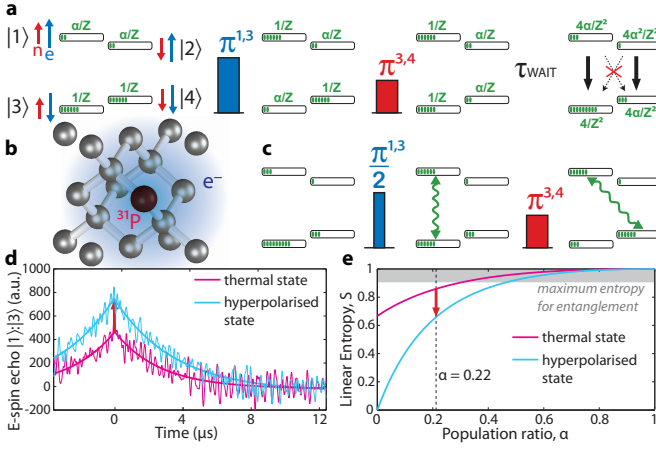 a
|1⟩ n e α/Z α/Z |2⟩
|3⟩ 1/Z 1/Z |4⟩
π1,3
1/Z α/Z
α/Z 1/Z
π3,4
1/Z α/Z
1/Z α/Z
τWAIT
4α/Z² 4α²/Z²
4/Z² 4α/Z²
b
31P
e−
c
π1,3
2
π3,4
d
E-spin echo |1⟩:|3⟩ (a.u.)
1000
800
600
400
200
0
-200
thermal state
hyperpolarised
state
0 4 8 12
Time (μs)
e
Linear Entropy, S
1
0.8
0.6
0.4
0.2
0
maximum entropy
for entanglement
thermal state
hyperpolarised
state
α = 0.22
0 0.2 0.4 0.6 0.8 1
Population ratio, α